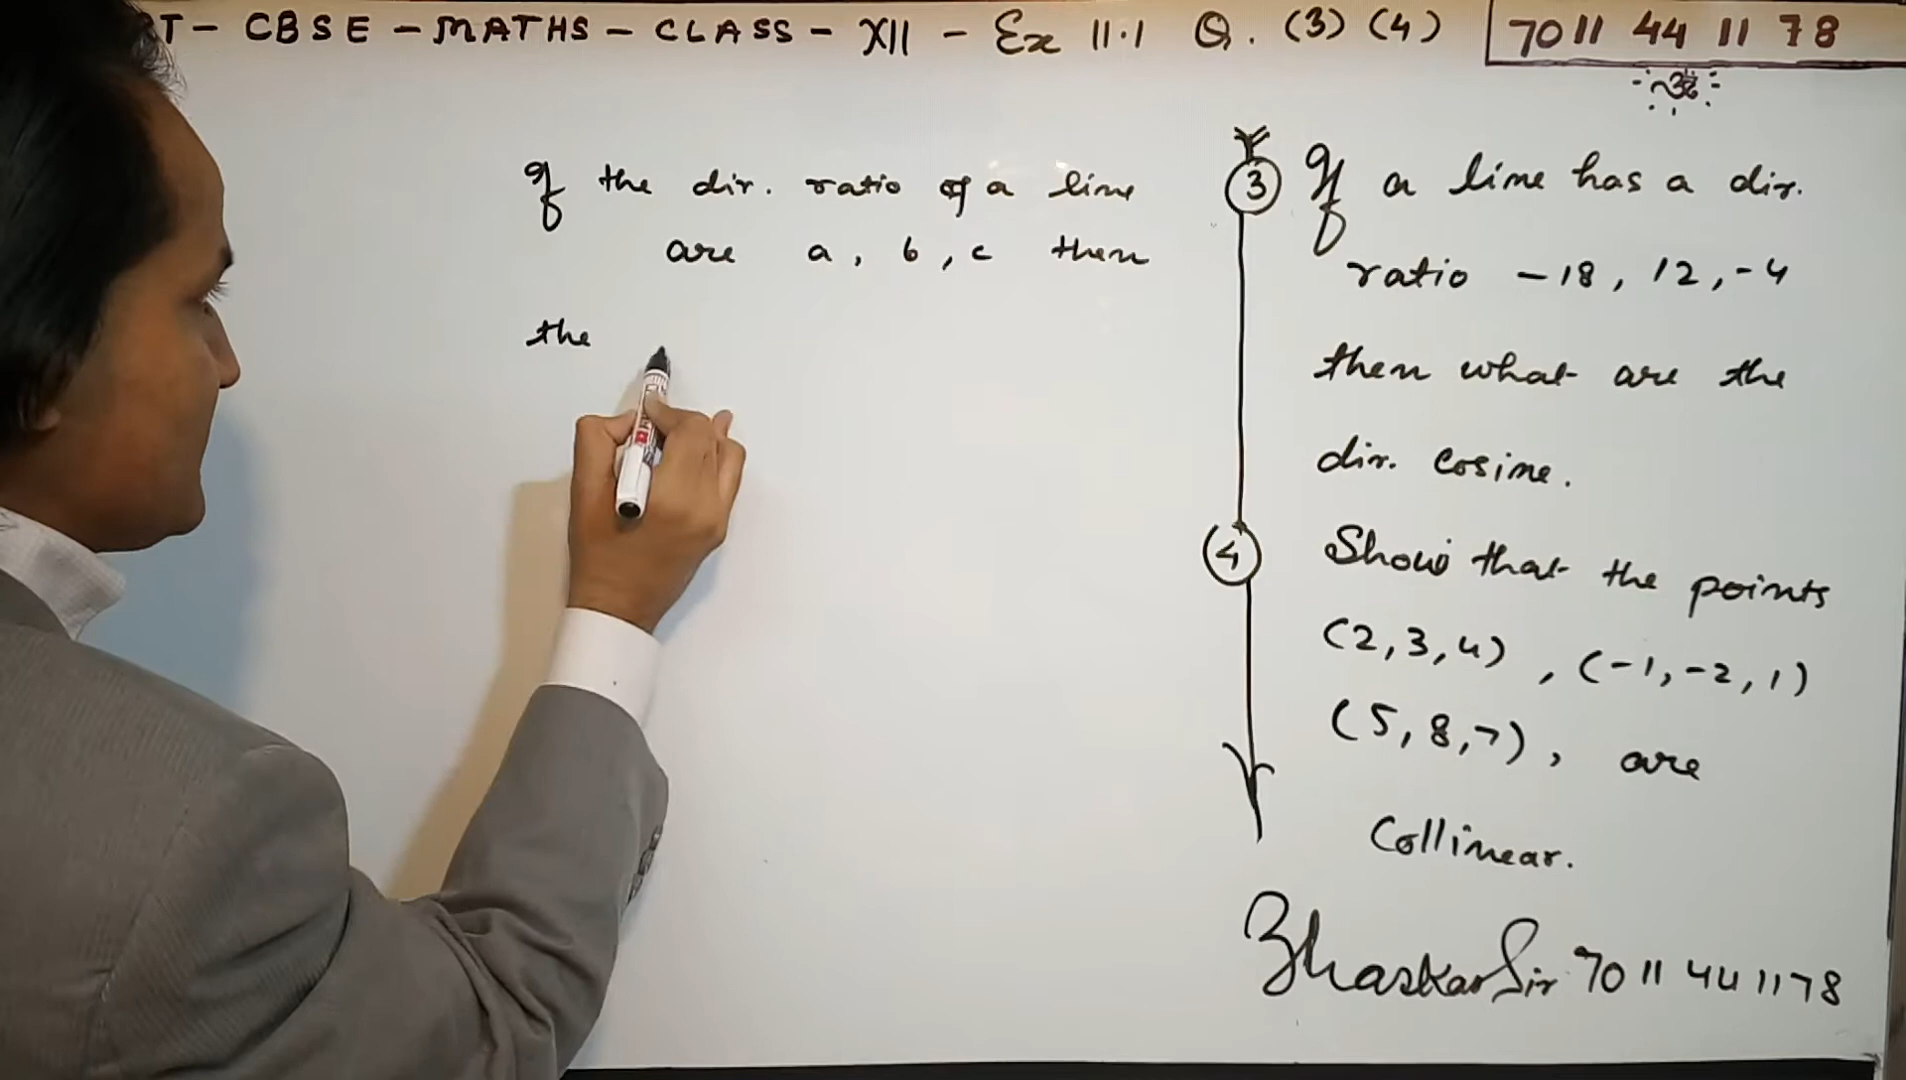 T - CBSE - MATHS - CLASS - XII - Ex 11.1 Q. (3) (4)
7011 44 11 78
If the dir. ratio of a line
are a, b, c then
the
3 If a line has a dir.
ratio -18, 12, -4
then what are the
dir. cosine.
4 Show that the points
(2,3,4), (-1,-2,1)
(5,8,7), are
Collinear.
Bhaskar Sir 7011 441178